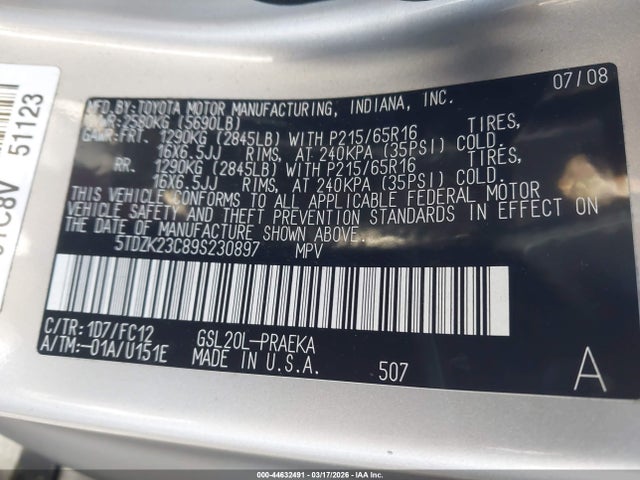 51123
07/08
MFD.BY:TOYOTA MOTOR MANUFACTURING, INDIANA, INC.
GVWR:2580KG (5690LB)
GAWR:FRT. 1290KG (2845LB) WITH P215/65R16 TIRES,
16X6.5JJ RIMS, AT 240KPA (35PSI) COLD.
RR. 1290KG (2845LB) WITH P215/65R16 TIRES,
16X6.5JJ RIMS, AT 240KPA (35PSI) COLD.
THIS VEHICLE CONFORMS TO ALL APPLICABLE FEDERAL MOTOR
VEHICLE SAFETY AND THEFT PREVENTION STANDARDS IN EFFECT ON
THE DATE OF MANUFACTURE SHOWN ABOVE.
5TDZK23C89S230897 MPV
C/TR: 1D7/FC12 GSL20L-PRAEKA
A/TM:-01A/U151E MADE IN U.S.A.
507 A
000-44632491 - 03/17/2026 - IAA Inc.